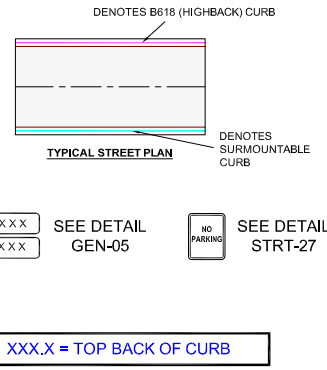 DENOTES B618 (HIGHBACK) CURB
DENOTES
SURMOUNTABLE
CURB
TYPICAL STREET PLAN
XXX
XXX
SEE DETAIL
GEN-05
NO
PARKING
SEE DETAIL
STRT-27
XXX.X = TOP BACK OF CURB